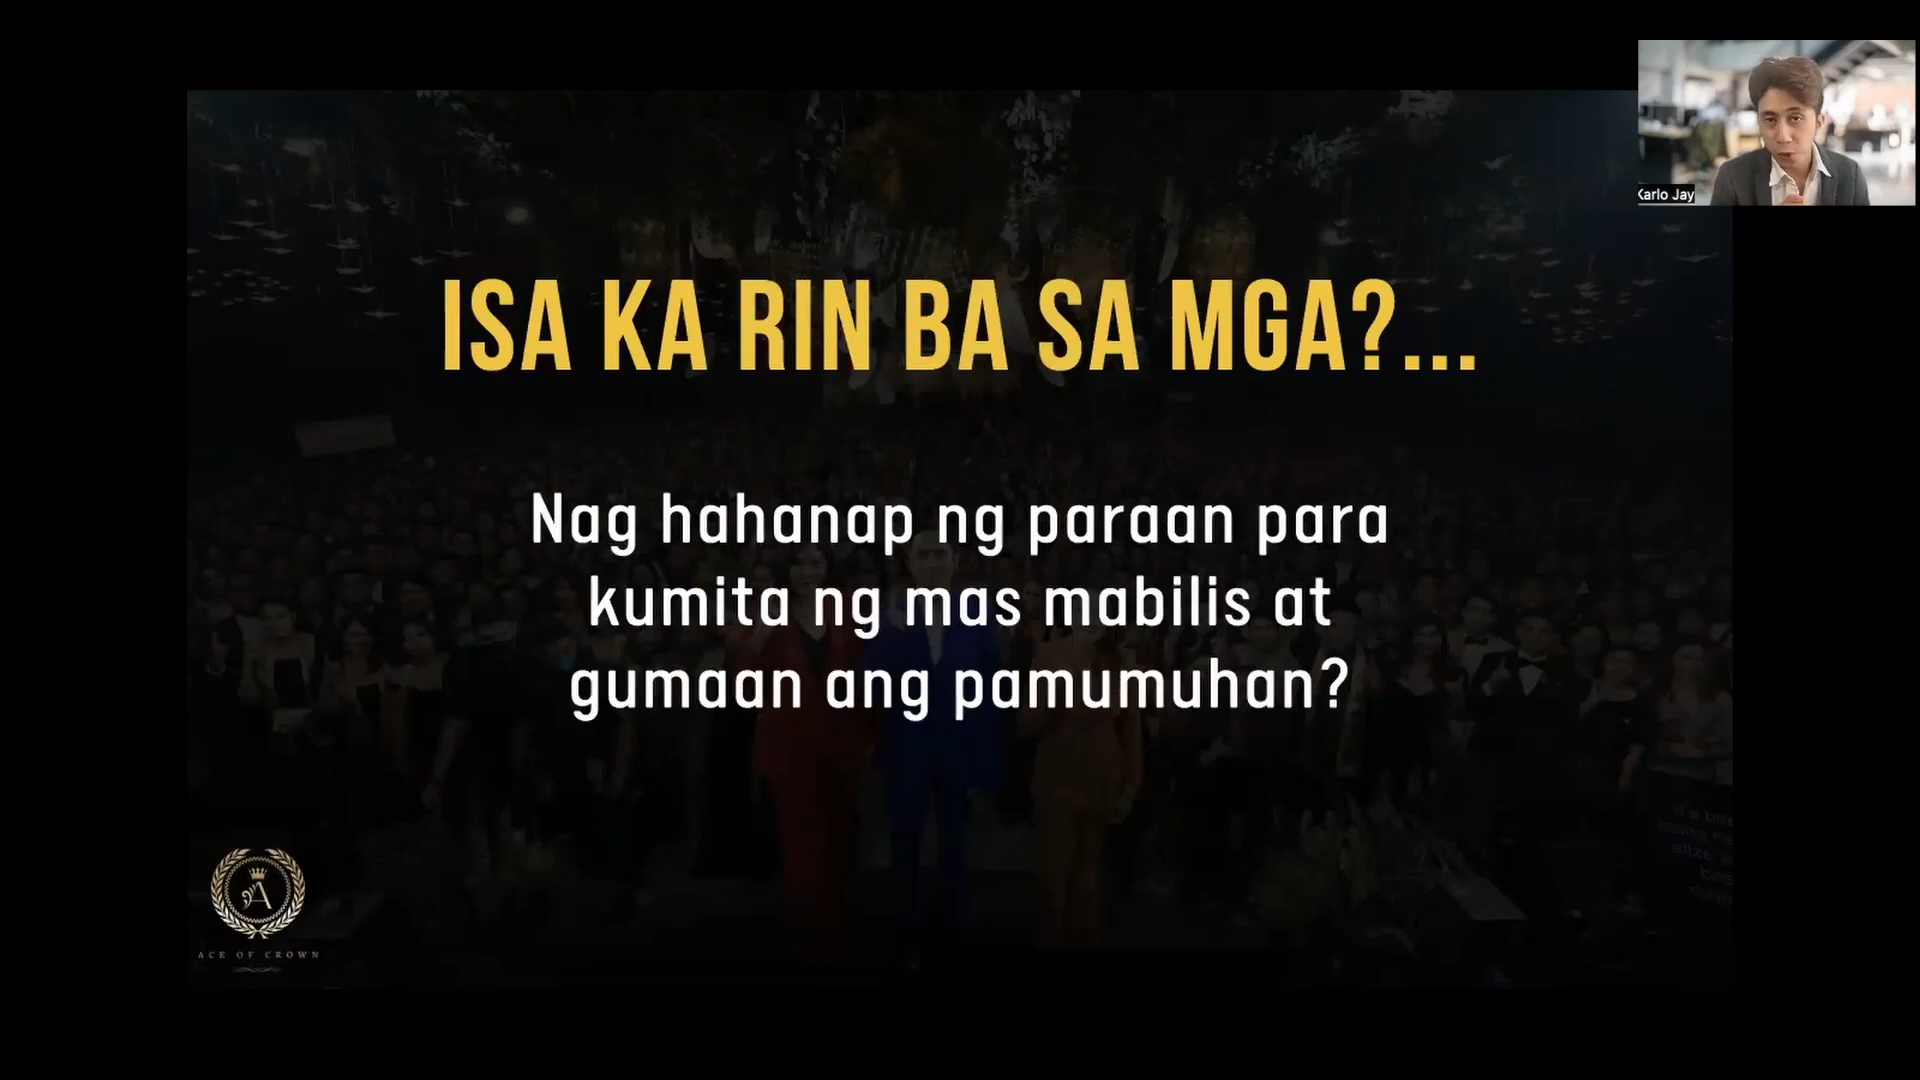 Karlo Jay
ISA KA RIN BA SA MGA?...
Nag hahanap ng paraan para
kumita ng mas mabilis at
gumaan ang pamumuhan?
A
ACE OF CROWN